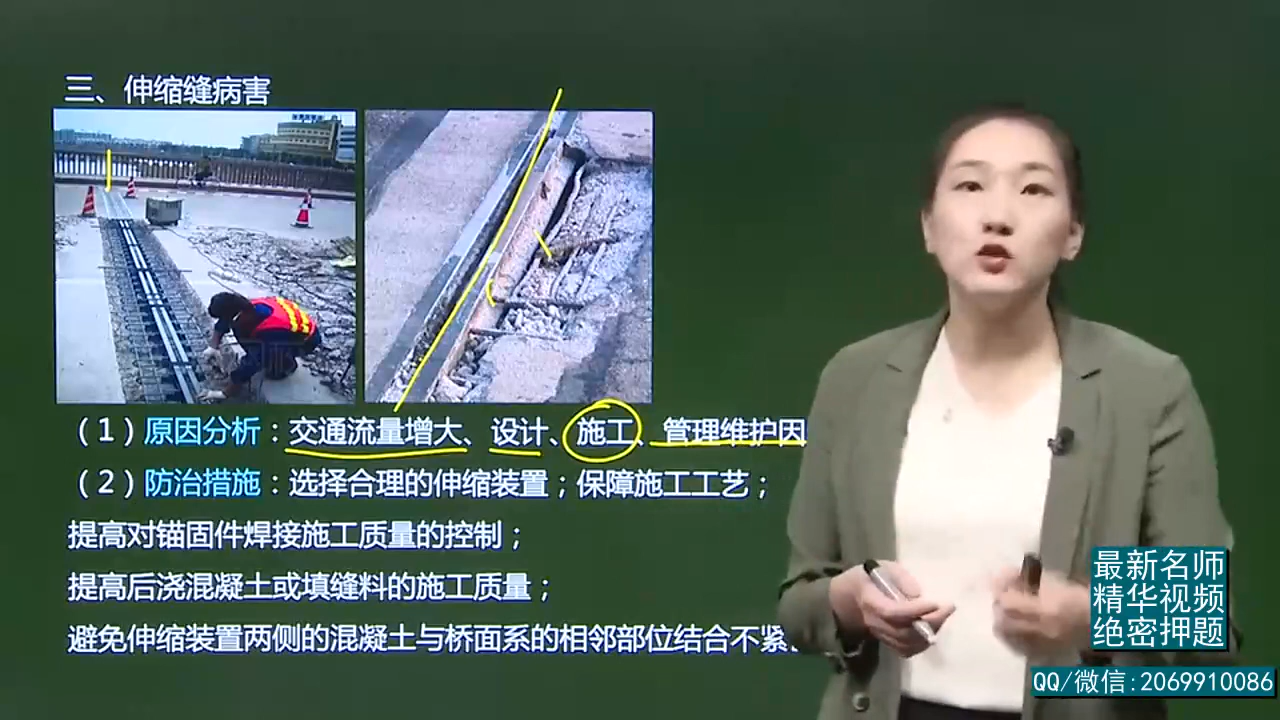 三、伸缩缝病害
（1）原因分析：交通流量增大、设计、施工、管理维护因
（2）防治措施：选择合理的伸缩装置；保障施工工艺；
提高对锚固件焊接施工质量的控制；
提高后浇混凝土或填缝料的施工质量；
避免伸缩装置两侧的混凝土与桥面系的相邻部位结合不紧
最新名师
精华视频
绝密押题
QQ/微信:2069910086